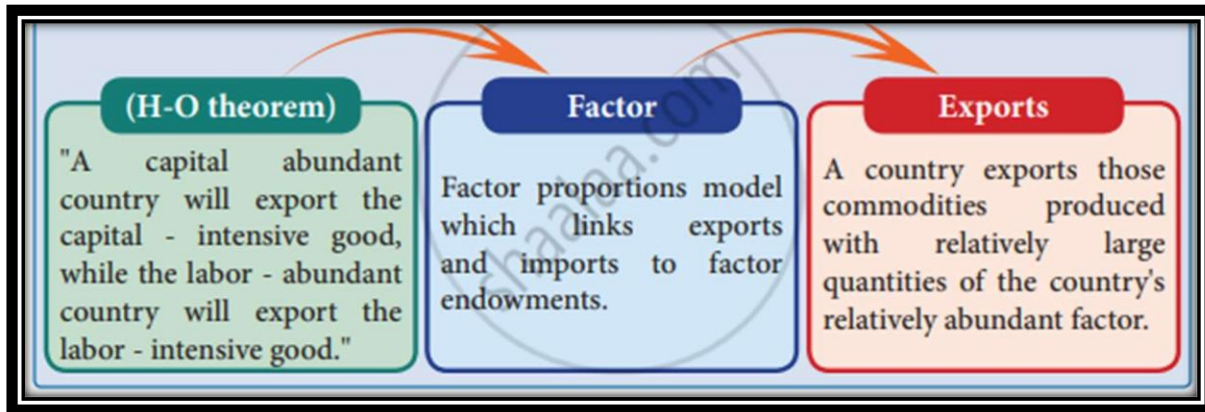 (H-O theorem)
"A capital abundant
country will export the
capital - intensive good,
while the labor - abundant
country will export the
labor - intensive good."
Factor
Factor proportions model
which links exports
and imports to factor
endowments.
Exports
A country exports those
commodities produced
with relatively large
quantities of the country's
relatively abundant factor.
shaalaa.com